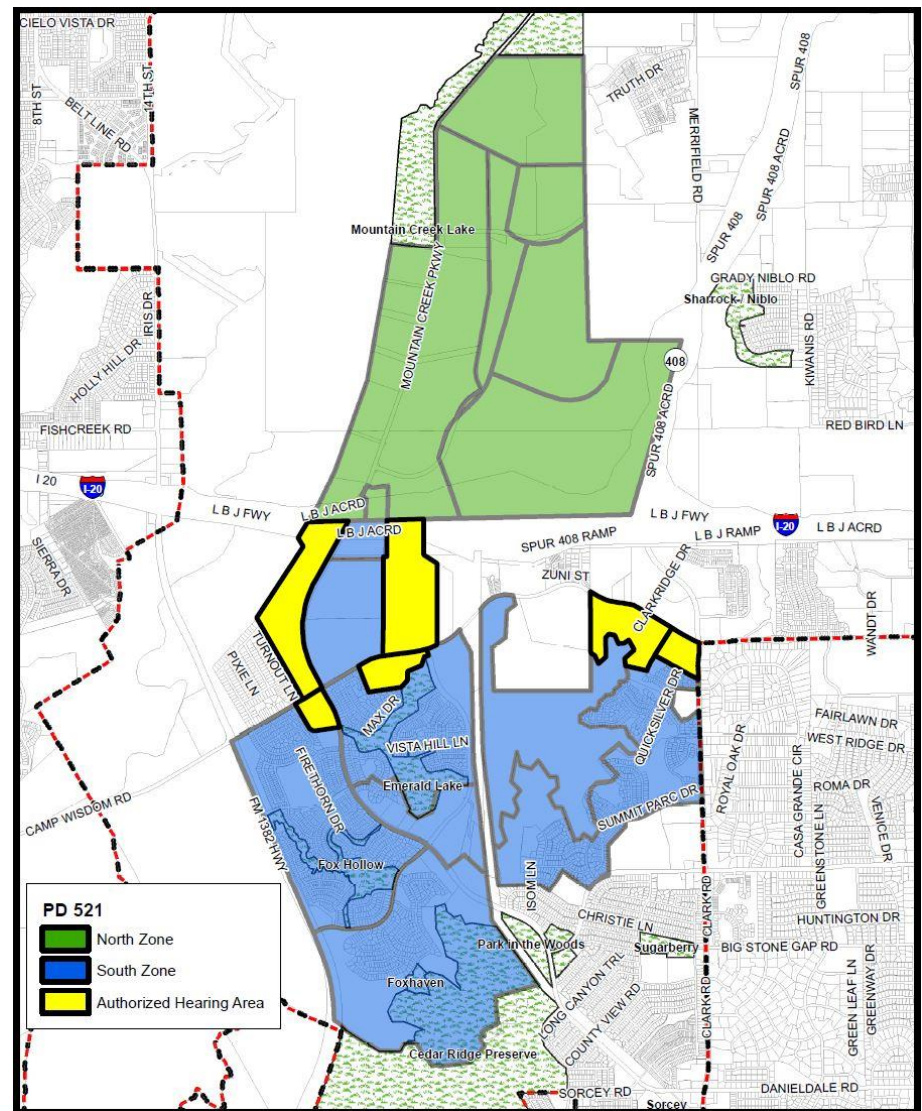 CIELO VISTA DR
8TH ST
14TH ST
BELT LINE RD
TRUTH DR
MERRIFIELD RD
SPUR 408
SPUR 408 ACRD
SPUR 408
Mountain Creek Lake
MOUNTAIN CREEK PKWY
GRADY NIBLO RD
Sharrock / Niblo
KIWANIS RD
IRIS DR
HOLLY HILL DR
408
SPUR 408 ACRD
FISHCREEK RD
RED BIRD LN
I 20
I-20
L B J FWY
L B J ACRD
L B J ACRD
L B J FWY
I-20
L B J RAMP
L B J ACRD
SPUR 408 RAMP
SIERRA DR
ZUNI ST
CLARKRIDGE DR
WANDT DR
TURNOUT LN
PIXIE LN
MAX DR
QUICKSILVER DR
VISTA HILL LN
FIRETHORN DR
Emerald Lake
ROYAL OAK DR
FAIRLAWN DR
WEST RIDGE DR
CASA GRANDE CIR
GREENSTONE LN
ROMA DR
VENICE DR
SUMMIT PARC DR
CAMP WISDOM RD
FM 1382 HWY
Fox Hollow
ISOM LN
CLARK RD
CHRISTIE LN
HUNTINGTON DR
Park in the Woods
Sugarberry
BIG STONE GAP RD
Foxhaven
LONG CANYON TRL
COUNTY VIEW RD
CLARK RD
GREEN LEAF LN
GREENWAY DR
Cedar Ridge Preserve
SORCEY RD
DANIELDALE RD
Sorcey
PD 521
North Zone
South Zone
Authorized Hearing Area